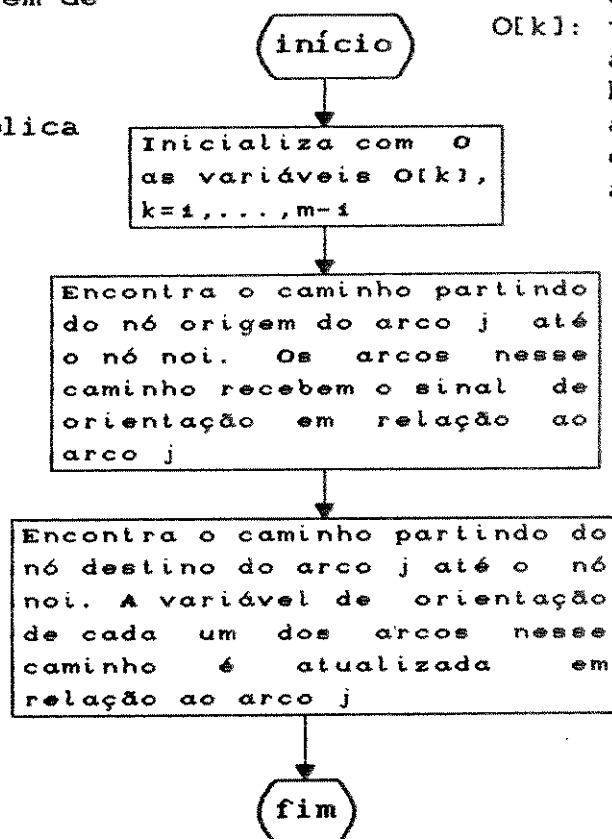 em de
início
O[k]:
plica
Inicializa com O
as variáveis O[k],
k=1,...,m-1
Encontra o caminho partindo
do nó origem do arco j até
o nó noi. Os arcos nesse
caminho recebem o sinal de
orientação em relação ao
arco j
Encontra o caminho partindo do
nó destino do arco j até o nó
noi. A variável de orientação
de cada um dos arcos nesse
caminho é atualizada em
relação ao arco j
fim